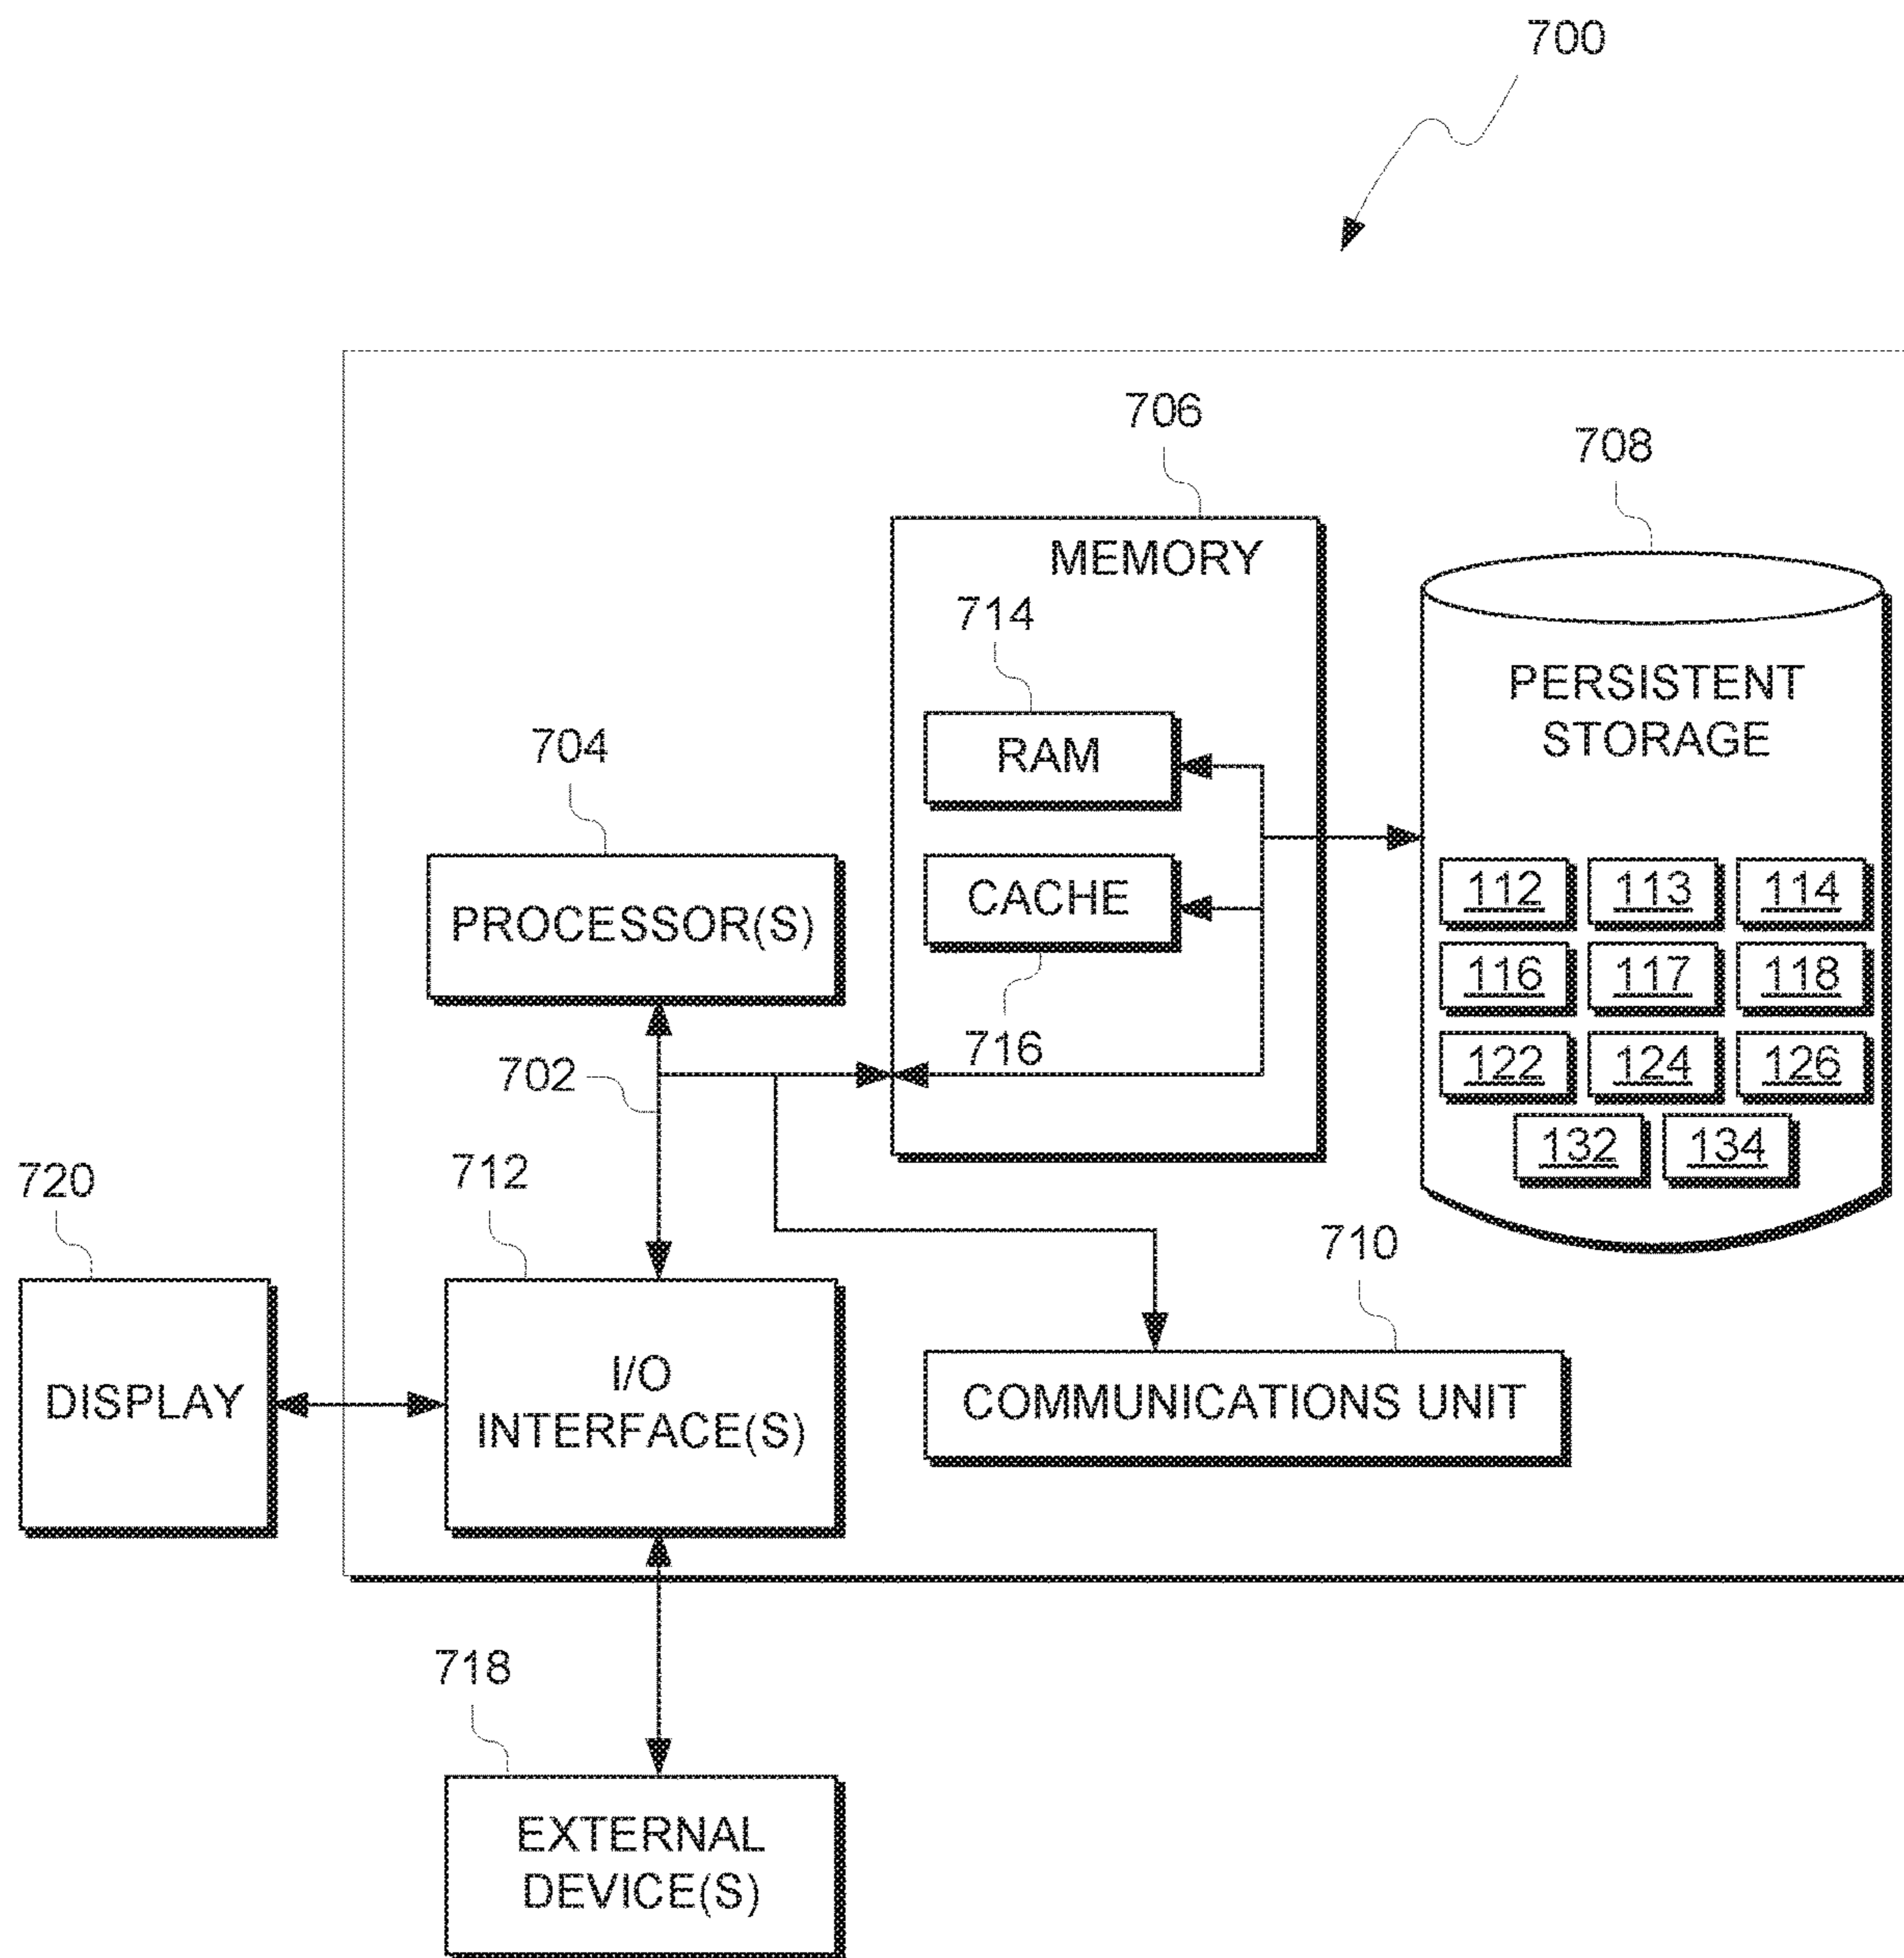 700
706
708
MEMORY
714
PERSISTENT
STORAGE
704
RAM
CACHE
PROCESSOR(S)
112 113 114
116 117 118
716
702
122 124 126
132 134
720
712
710
I/O
INTERFACE(S)
DISPLAY
COMMUNICATIONS UNIT
718
EXTERNAL
DEVICE(S)